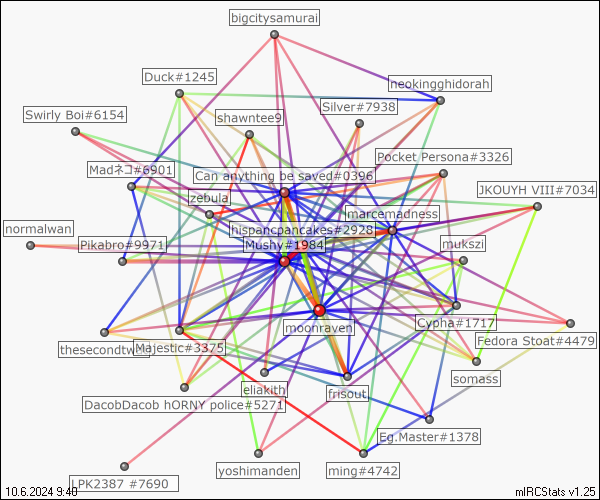 bigcitysamurai
Duck#1245
neokingghidorah
Silver#7938
Swirly Boi#6154
shawntee9
Pocket Persona#3326
Madネコ#6901
Can anything be saved#0396
JKOUYH VIII#7034
zebula
marcemadness
normalwan
hispancpancakes#2928
Pikabro#9971
Mushy#1984
mukszi
moonraven
Cypha#1717
thesecondtw
Majestic#3375
Fedora Stoat#4479
eliakith
somass
frisout
DacobDacob hORNY police#5271
Eg.Master#1378
LPK2387 #7690
yoshimanden
ming#4742
10.6.2024 9:40
mIRCStats v1.25